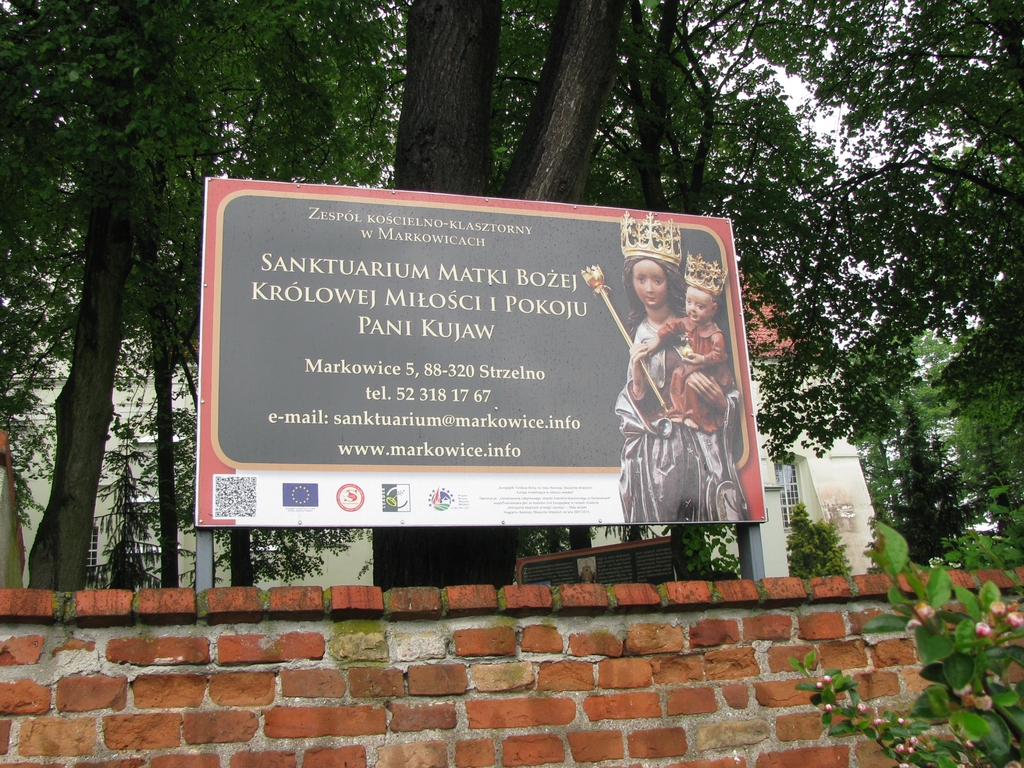 Zespół kościelno-klasztorny
w Markowicach
Sanktuarium Matki Bożej
Królowej Miłości i Pokoju
Pani Kujaw
Markowice 5, 88-320 Strzelno
tel. 52 318 17 67
e-mail: sanktuarium@markowice.info
www.markowice.info